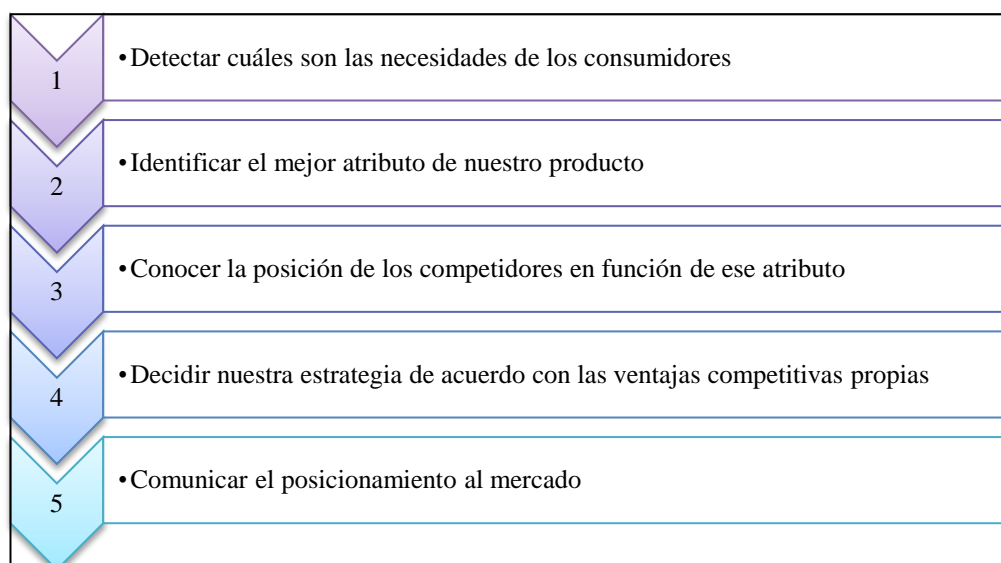 1
•Detectar cuáles son las necesidades de los consumidores
2
•Identificar el mejor atributo de nuestro producto
3
•Conocer la posición de los competidores en función de ese atributo
4
•Decidir nuestra estrategia de acuerdo con las ventajas competitivas propias
5
•Comunicar el posicionamiento al mercado